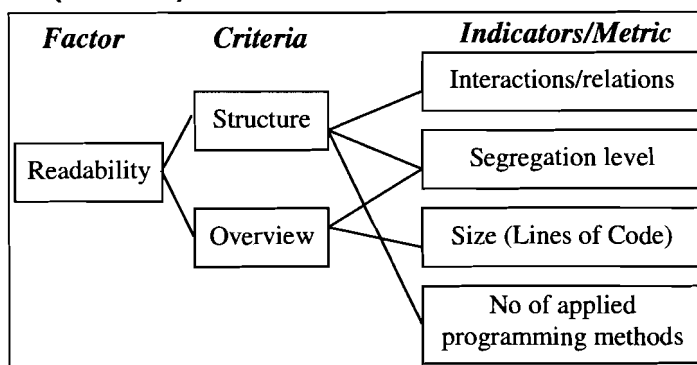 Factor Criteria Indicators/Metric
Interactions/relations
Structure
Segregation level
Readability
Overview
Size (Lines of Code)
No of applied
programming methods